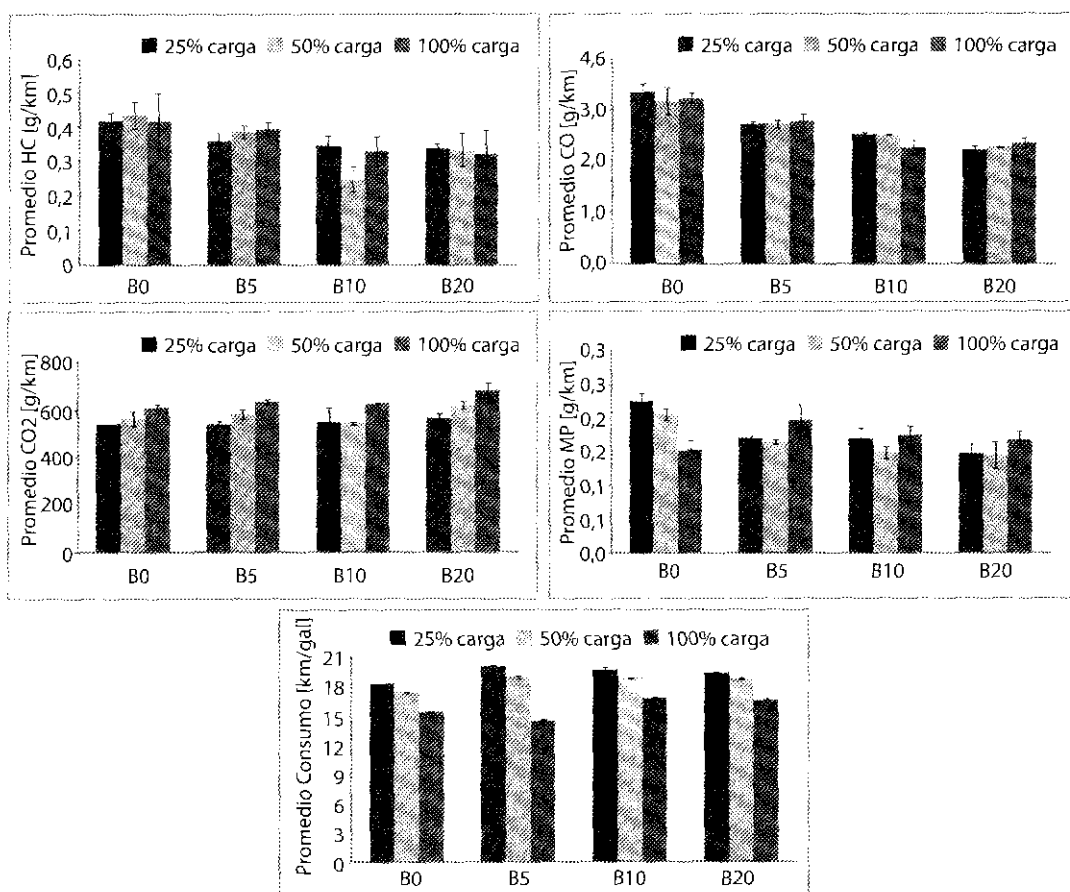 25% carga 50% carga 100% carga
Promedio HC [g/km]
0,6
0,5
0,4
0,3
0,2
0,1
0
B0 B5 B10 B20
25% carga 50% carga 100% carga
Promedio CO [g/km]
4,6
3,0
2,0
1,0
0,0
B0 B5 B10 B20
25% carga 50% carga 100% carga
Promedio CO2 [g/km]
800
600
400
200
0
B0 B5 B10 B20
25% carga 50% carga 100% carga
Promedio MP [g/km]
0,3
0,3
0,2
0,2
0,1
0,1
0,0
B0 B5 B10 B20
25% carga 50% carga 100% carga
Promedio Consumo [km/gal]
21
18
15
12
9
6
3
0
B0 B5 B10 B20